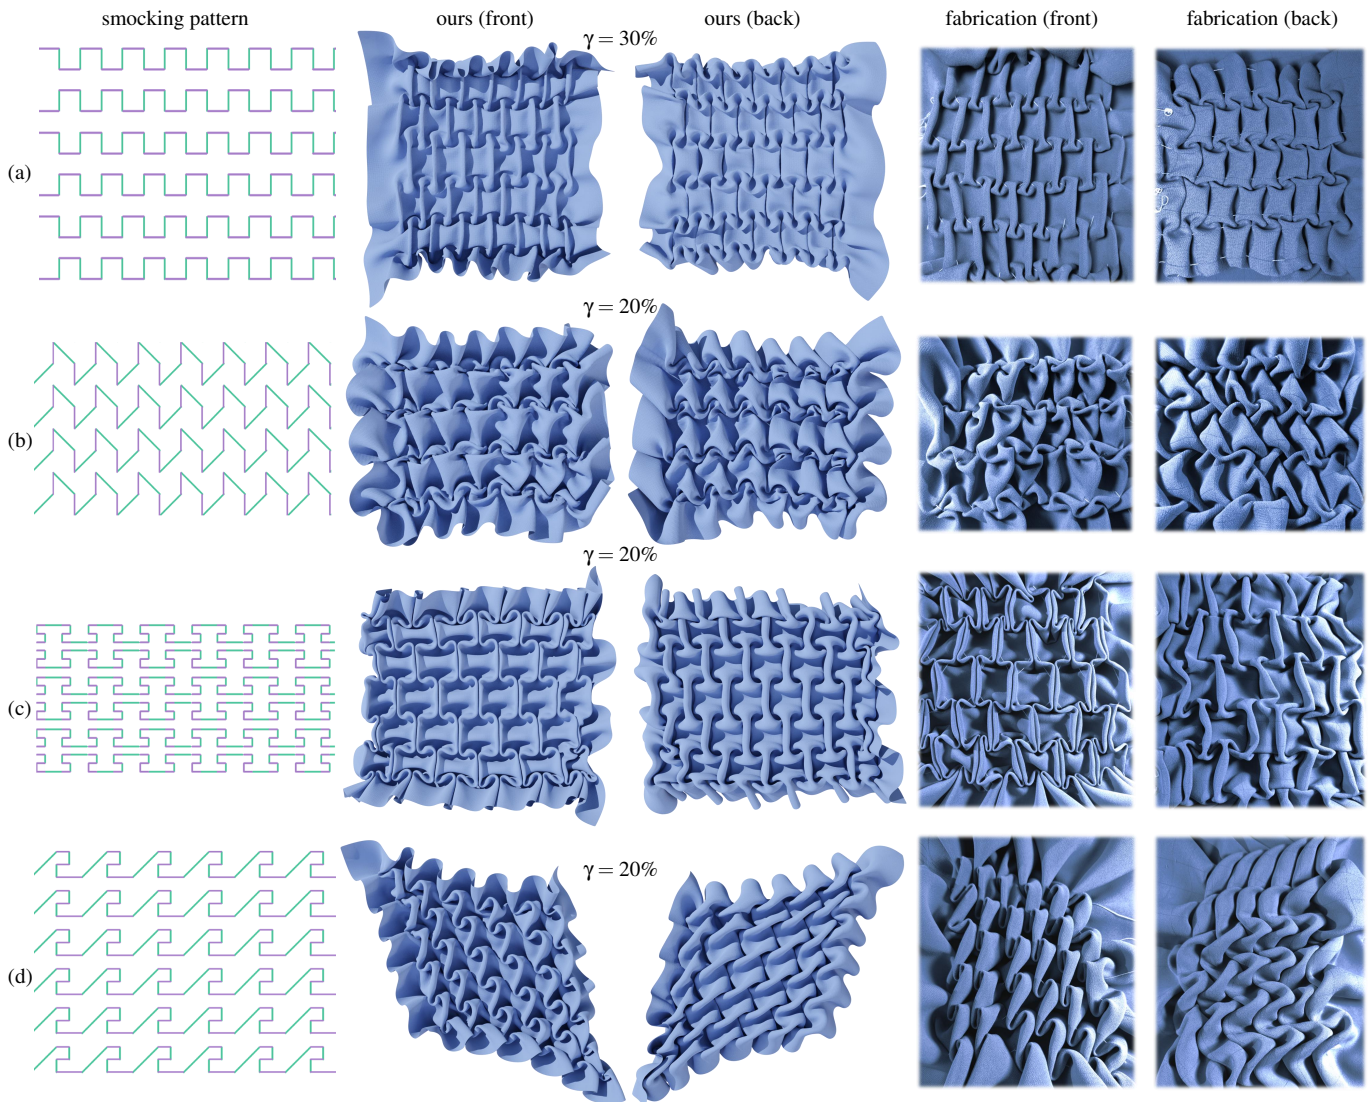 smocking pattern ours (front) ours (back) fabrication (front) fabrication (back)
γ = 30%
(a)
γ = 20%
(b)
γ = 20%
(c)
γ = 20%
(d)